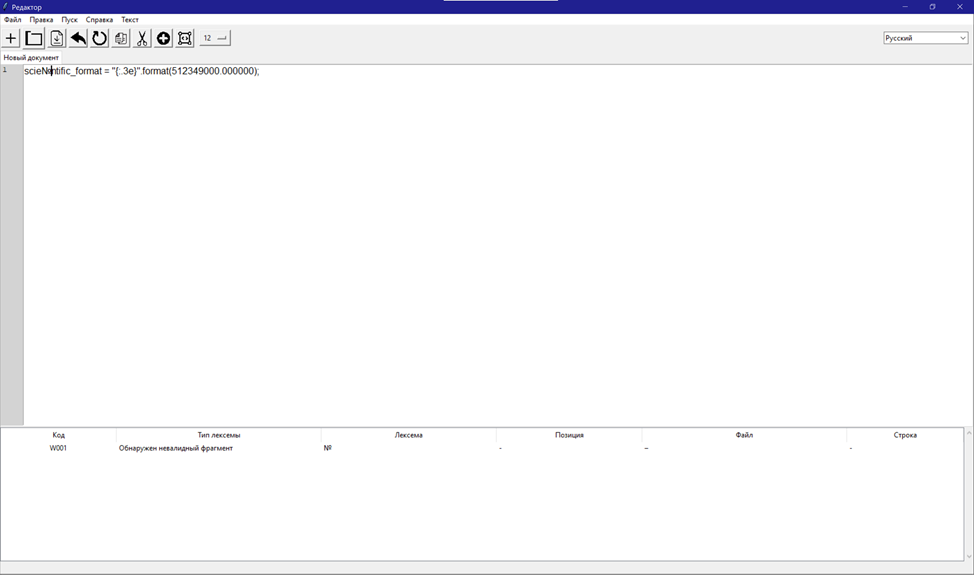 Редактор
Файл Правка Пуск Справка Текст
12
Русский
Новый документ
1 scie№ntific_format = "{:.3e}".format(512349000.000000);
Код Тип лексемы Лексема Позиция Файл Строка
W001 Обнаружен невалидный фрагмент № - – -